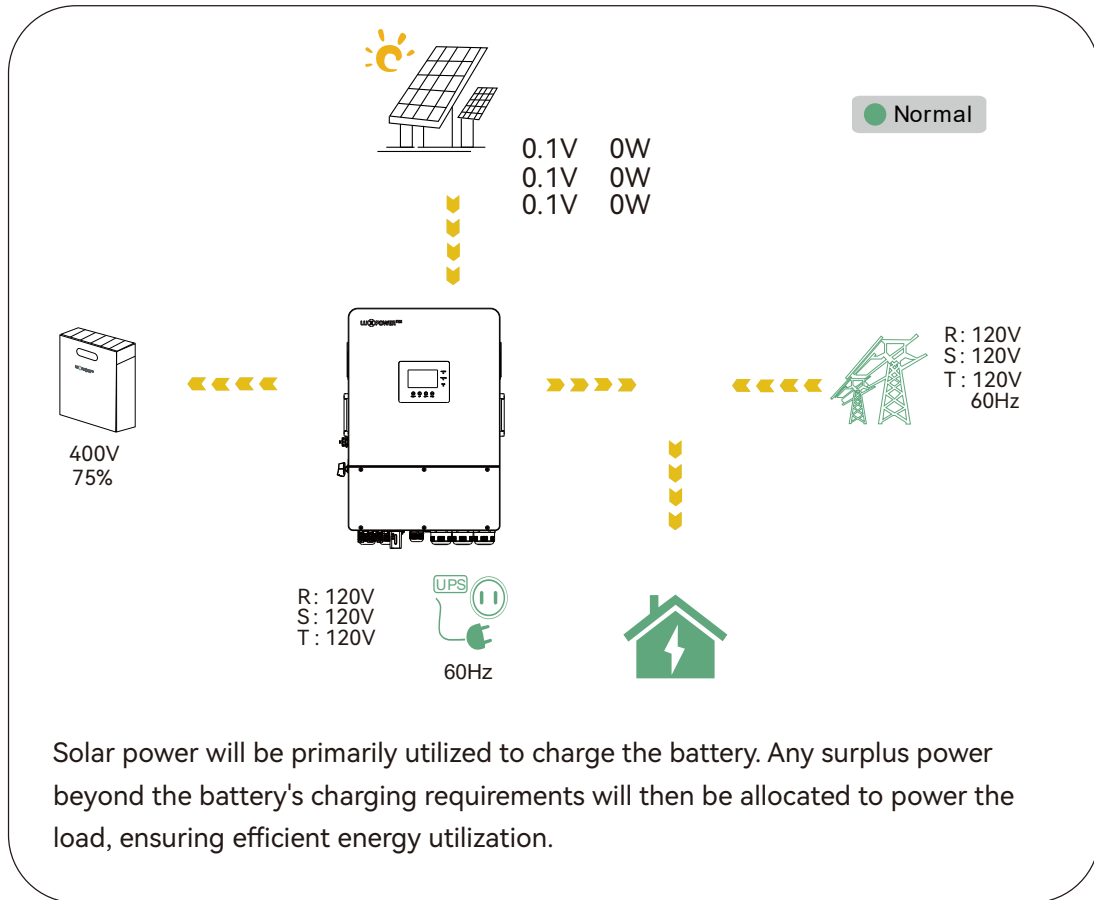 Normal
0.1V 0W
0.1V 0W
0.1V 0W
LUXPOWER
R: 120V
S: 120V
T: 120V
60Hz
400V
75%
R: 120V
S: 120V
T: 120V
UPS
60Hz
Solar power will be primarily utilized to charge the battery. Any surplus power
beyond the battery's charging requirements will then be allocated to power the
load, ensuring efficient energy utilization.